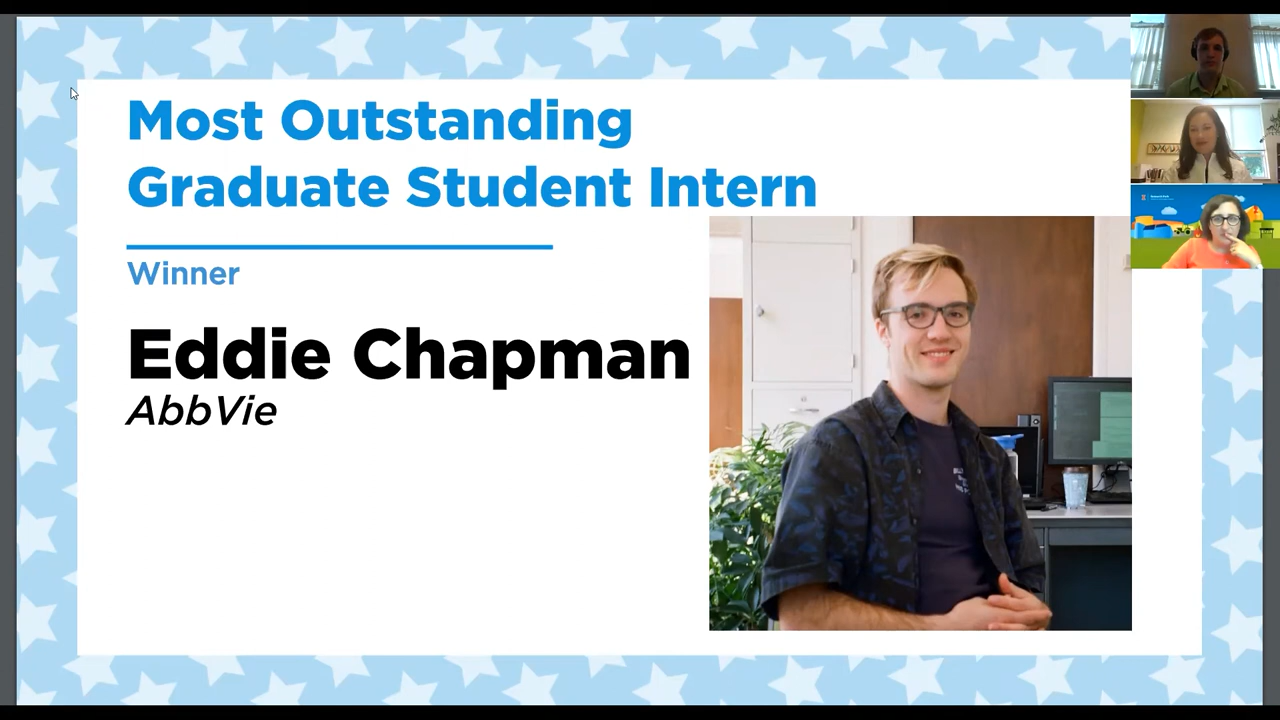 Most Outstanding
Graduate Student Intern
Winner
Eddie Chapman
AbbVie